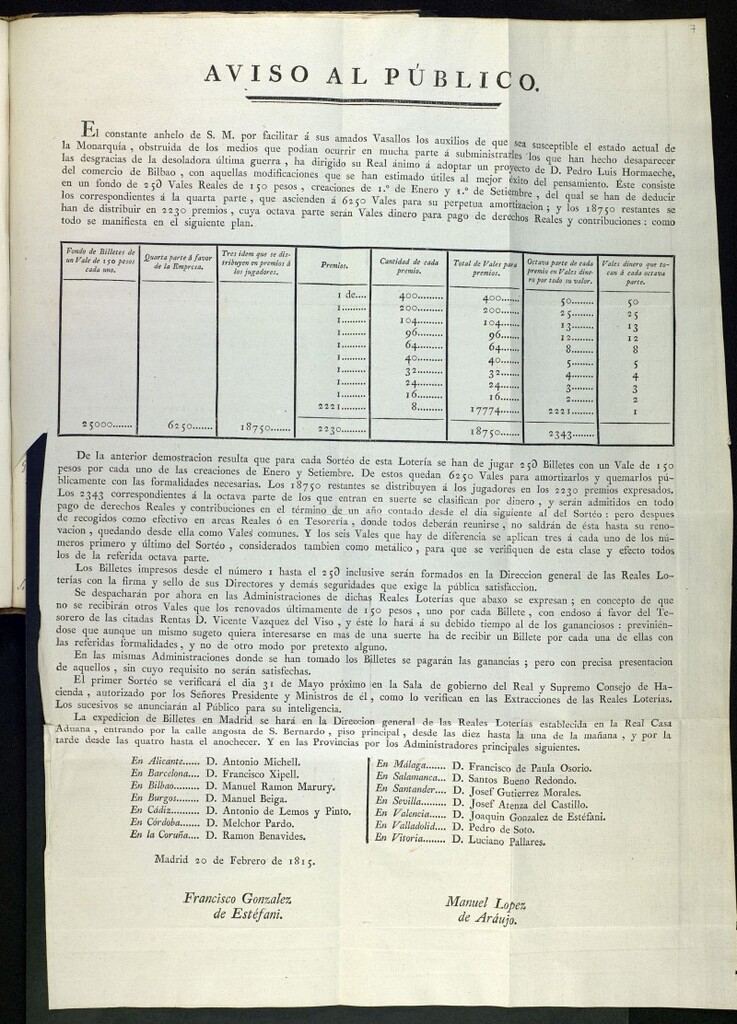 7
AVISO AL PÚBLICO.
El constante anhelo de S. M. por facilitar á sus amados Vasallos los auxilios de que sea susceptible el estado actual de
la Monarquía, obstruida de los medios que podian ocurrir en mucha parte á subministrarles los que han hecho desaparecer
las desgracias de la desoladora última guerra, ha dirigido su Real ánimo á adoptar un proyecto de D. Pedro Luis Hormaeche,
del comercio de Bilbao, con aquellas modificaciones que se han estimado útiles al mejor éxito del pensamiento. Este consiste
en un fondo de 25® Vales Reales de 150 pesos, creaciones de 1.º de Enero y 1.º de Setiembre, del qual se han de deducir
los correspondientes á la quarta parte, que ascienden á 6250 Vales para su perpetua amortizacion; y los 18750 restantes se
han de distribuir en 2230 premios, cuya octava parte serán Vales dinero para pago de derechos Reales y contribuciones: como
todo se manifiesta en el siguiente plan.
Fondo de Billetes de un Vale de 150 pesos cada uno. | Quarta parte á favor de la Empresa. | Tres idem que se distribuyen en premios á los jugadores. | Premios. | Cantidad de cada premio. | Total de Vales para premios. | Octava parte de cada premio en Vales dinero por todo su valor. | Vales dinero que tocan á cada octava parte.
1 de.... 400......... 400....... 50....... 50
1......... 200......... 200....... 25....... 25
1......... 104......... 104....... 13....... 13
1......... 96......... 96....... 12....... 12
1......... 64......... 64....... 8....... 8
1......... 40......... 40....... 5....... 5
1......... 32......... 32....... 4....... 4
1......... 24......... 24....... 3....... 3
1......... 16......... 16....... 2....... 2
2221......... 8......... 17774....... 2221....... 1
25000....... 6250....... 18750....... 2230......... 18750....... 2343.......
De la anterior demostracion resulta que para cada Sortéo de esta Lotería se han de jugar 25® Billetes con un Vale de 150
pesos por cada uno de las creaciones de Enero y Setiembre. De estos quedan 6250 Vales para amortizarlos y quemarlos pú-
blicamente con las formalidades necesarias. Los 18750 restantes se distribuyen á los jugadores en los 2230 premios expresados.
Los 2343 correspondientes á la octava parte de los que entran en suerte se clasifican por dinero, y serán admitidos en todo
pago de derechos Reales y contribuciones en el término de un año contado desde el dia siguiente al del Sortéo: pero despues
de recogidos como efectivo en arcas Reales ó en Tesorería, donde todos deberán reunirse, no saldrán de ésta hasta su reno-
vacion, quedando desde ella como Vales comunes. Y los seis Vales que hay de diferencia se aplican tres á cada uno de los nú-
meros primero y último del Sortéo, considerados tambien como metálico, para que se verifiquen de esta clase y efecto todos
los de la referida octava parte.
Los Billetes impresos desde el número 1 hasta el 25® inclusive serán formados en la Direccion general de las Reales Lo-
terías con la firma y sello de sus Directores y demás seguridades que exige la pública satisfaccion.
Se despacharán por ahora en las Administraciones de dichas Reales Loterías que abaxo se expresan; en concepto de que
no se recibirán otros Vales que los renovados últimamente de 150 pesos, uno por cada Billete, con endoso á favor del Te-
sorero de las citadas Rentas D. Vicente Vazquez del Viso, y éste lo hará á su debido tiempo al de los gananciosos: previnién-
dose que aunque un mismo sugeto quiera interesarse en mas de una suerte ha de recibir un Billete por cada una de ellas con
las referidas formalidades, y no de otro modo por pretexto alguno.
En las mismas Administraciones donde se han tomado los Billetes se pagarán las ganancias; pero con precisa presentacion
de aquellos, sin cuyo requisito no serán satisfechas.
El primer Sortéo se verificará el dia 31 de Mayo próximo en la Sala de gobierno del Real y Supremo Consejo de Ha-
cienda, autorizado por los Señores Presidente y Ministros de él, como lo verifican en las Extracciones de las Reales Loterías.
Los sucesivos se anunciarán al Público para su inteligencia.
La expedicion de Billetes en Madrid se hará en la Direccion general de las Reales Loterías establecida en la Real Casa
Aduana, entrando por la calle angosta de S. Bernardo, piso principal, desde las diez hasta la una de la mañana, y por la
tarde desde las quatro hasta el anochecer. Y en las Provincias por los Administradores principales siguientes.
En Alicante...... D. Antonio Michell.
En Barcelona.... D. Francisco Xipell.
En Bilbao......... D. Manuel Ramon Marury.
En Burgos........ D. Manuel Beiga.
En Cádiz.......... D. Antonio de Lemos y Pinto.
En Córdoba....... D. Melchor Pardo.
En la Coruña.... D. Ramon Benavides.
En Málaga....... D. Francisco de Paula Osorio.
En Salamanca... D. Santos Bueno Redondo.
En Santander.... D. Josef Gutierrez Morales.
En Sevilla........ D. Josef Atenza del Castillo.
En Valencia...... D. Joaquin Gonzalez de Estéfani.
En Valladolid.... D. Pedro de Soto.
En Vitoria........ D. Luciano Pallares.
Madrid 20 de Febrero de 1815.
Francisco Gonzalez
de Estéfani.
Manuel Lopez
de Aráujo.